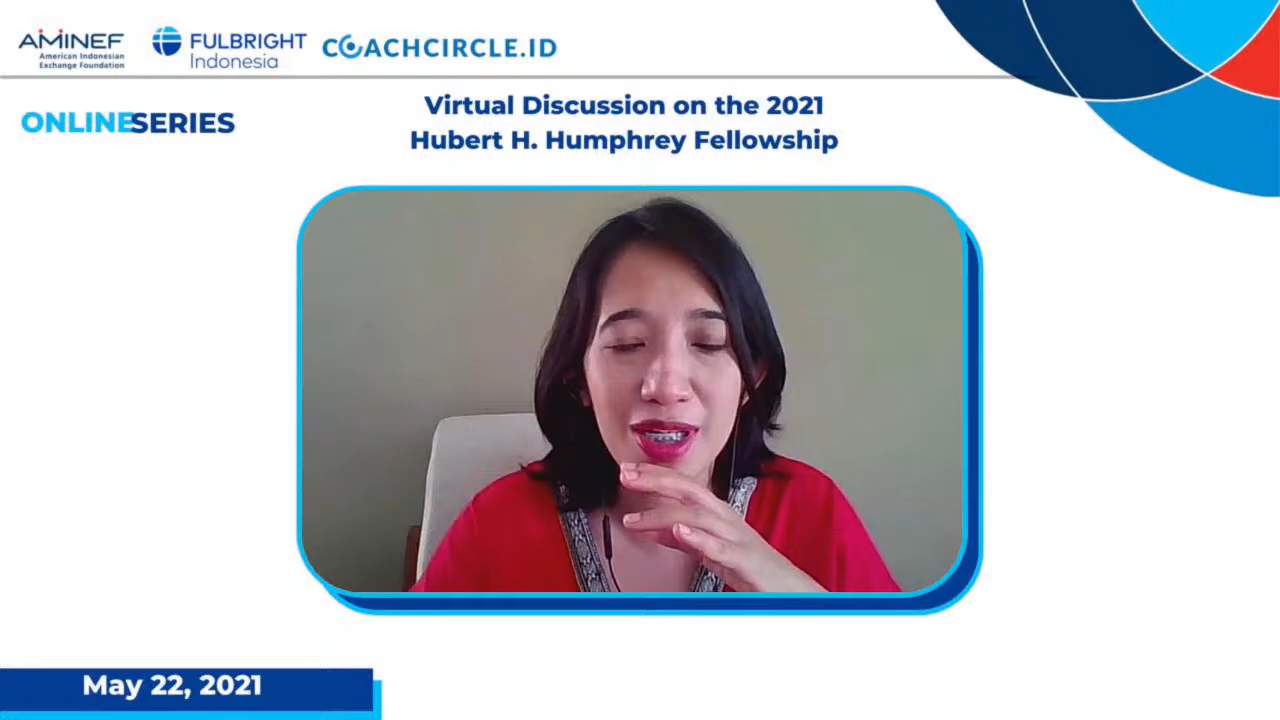 AMINEF
American Indonesian
Exchange Foundation
FULBRIGHT
Indonesia
COACHCIRCLE.ID
ONLINESERIES
Virtual Discussion on the 2021
Hubert H. Humphrey Fellowship
May 22, 2021